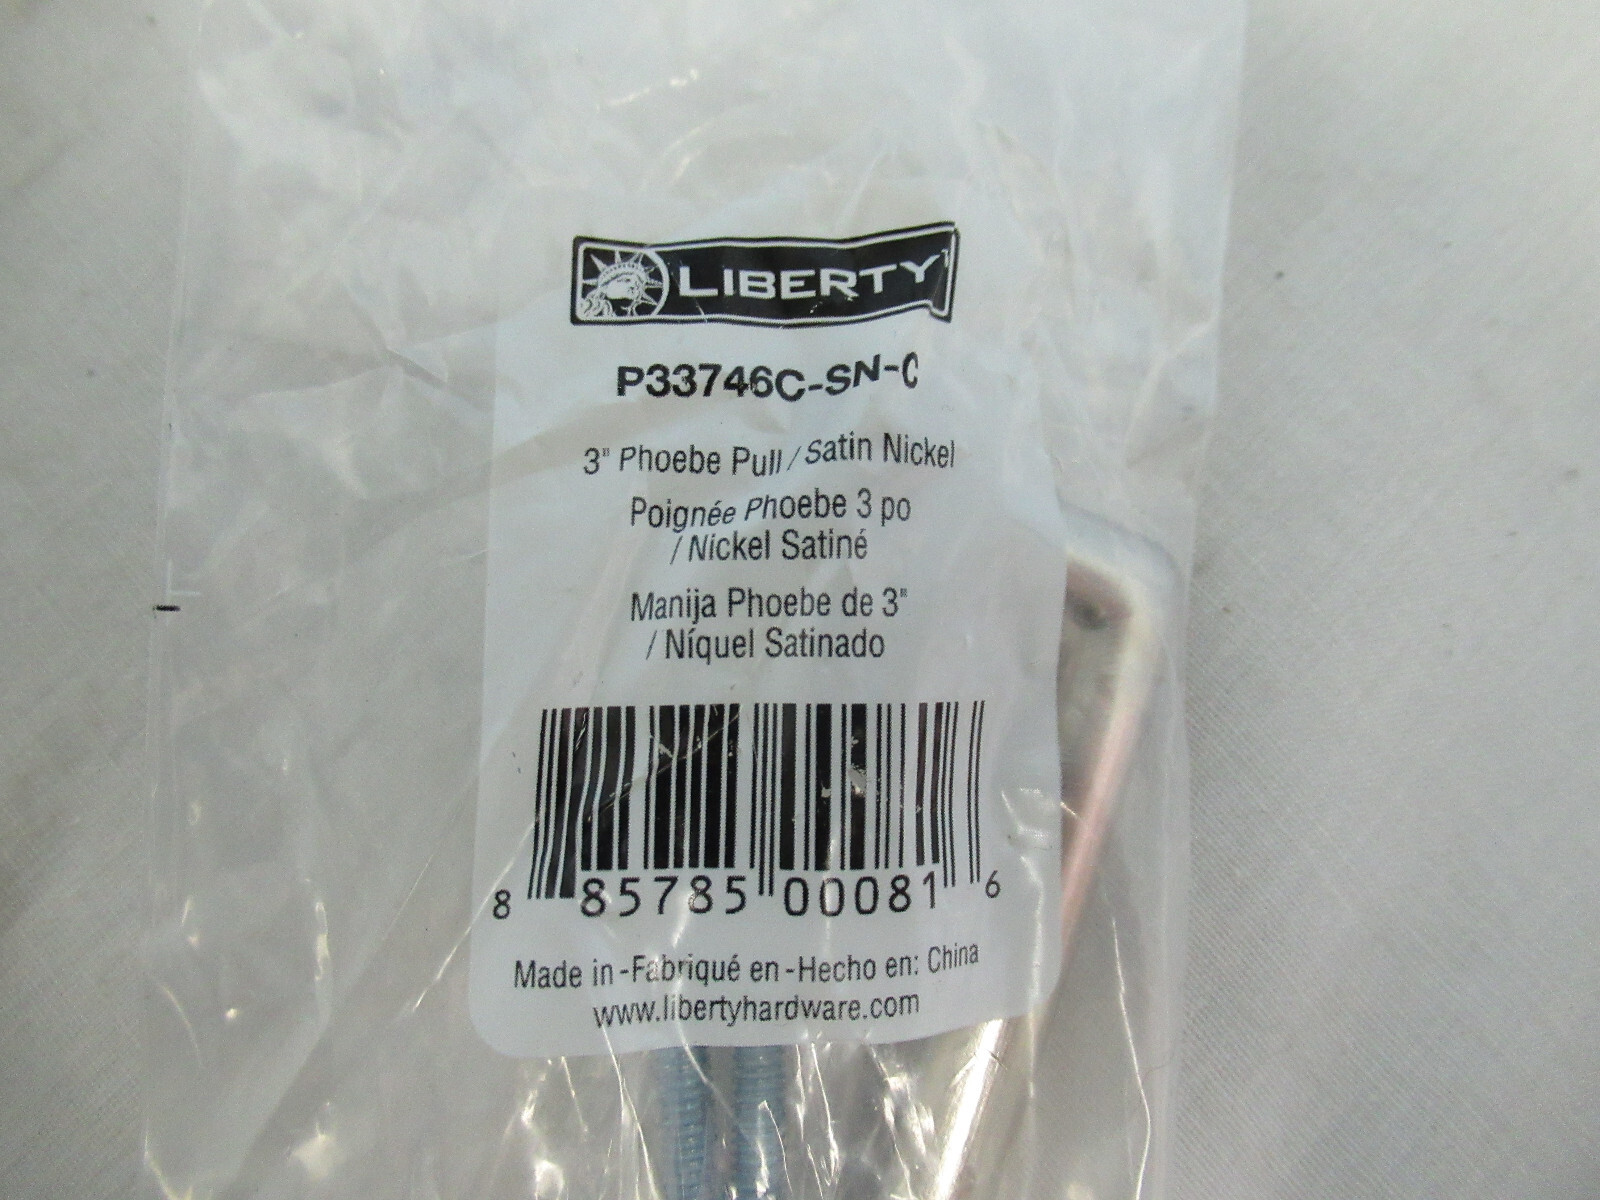 LIBERTY
P33746C-SN-C
3" Phoebe Pull / Satin Nickel
Poignée Phoebe 3 po
/ Nickel Satiné
Manija Phoebe de 3"
/ Níquel Satinado
8 85785 00081 6
Made in - Fabriqué en - Hecho en: China
www.libertyhardware.com